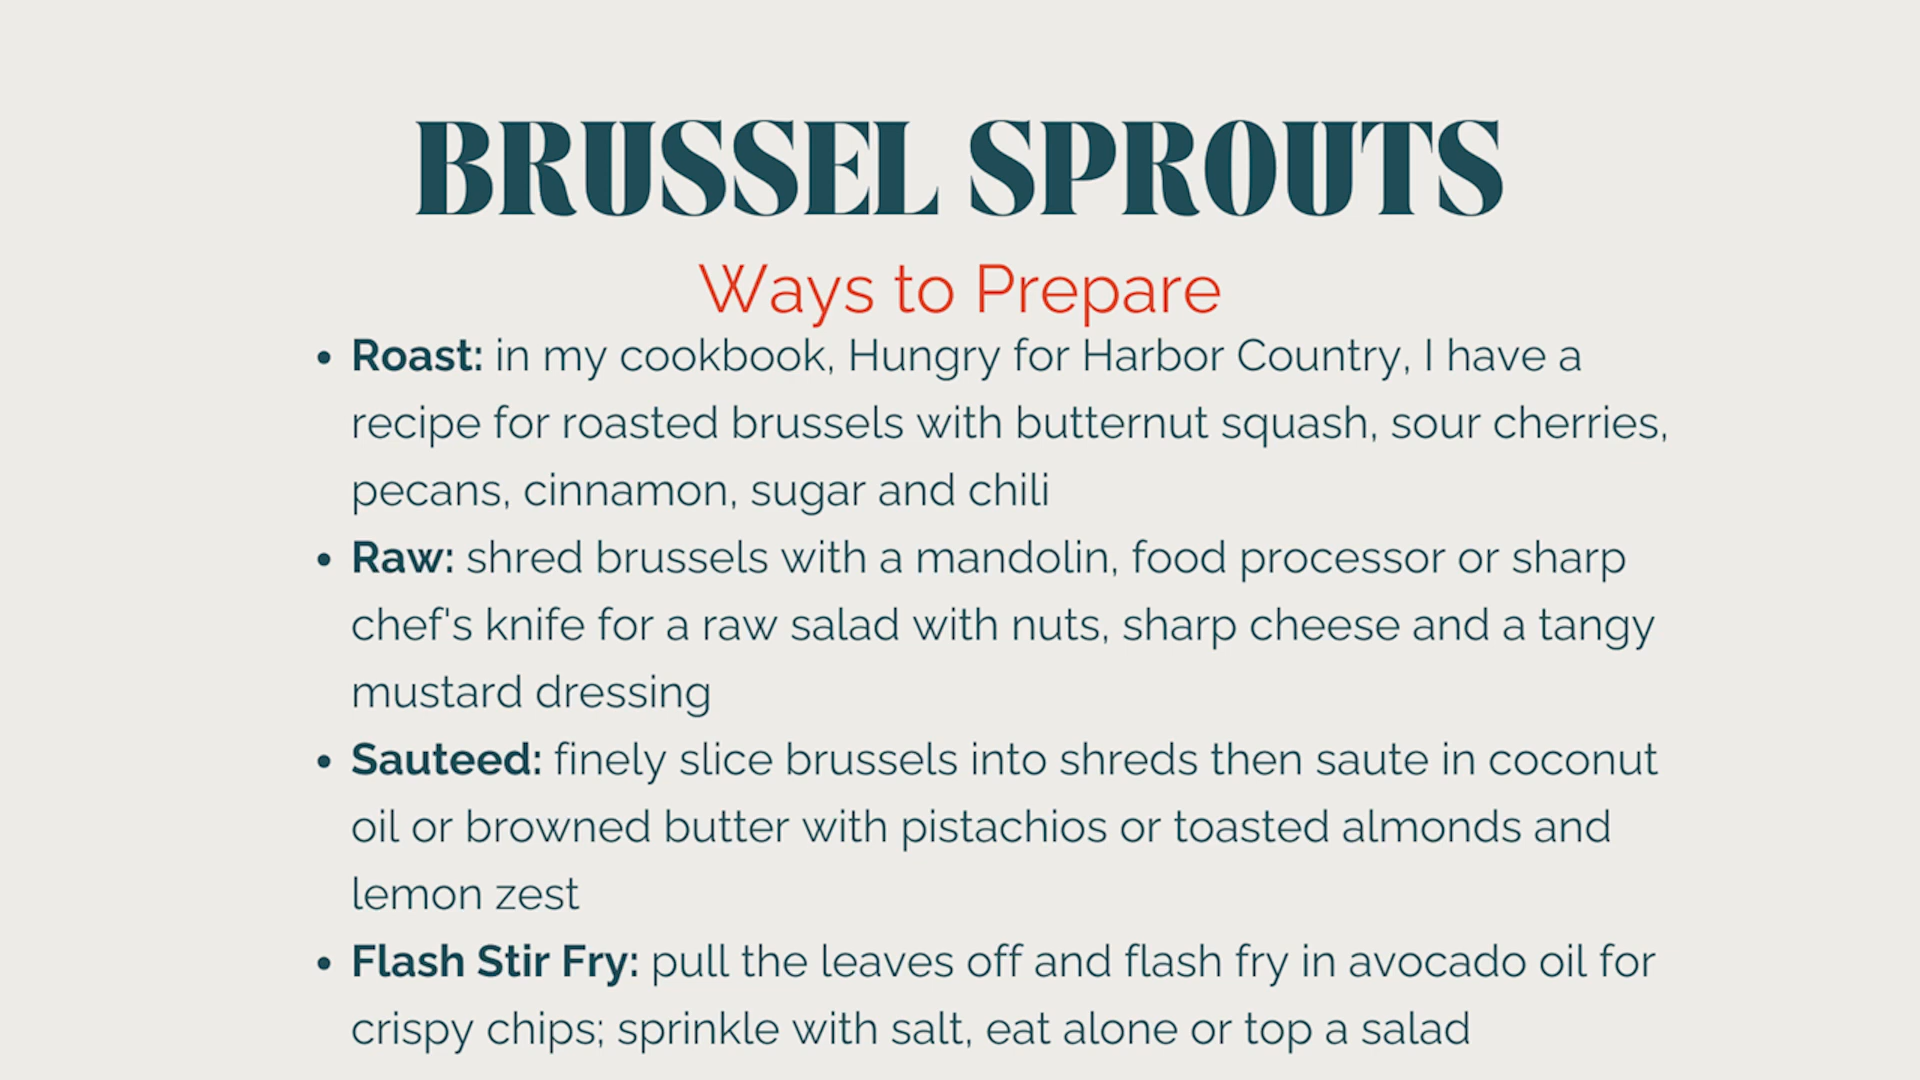 BRUSSEL SPROUTS
Ways to Prepare
• Roast: in my cookbook, Hungry for Harbor Country, I have a
recipe for roasted brussels with butternut squash, sour cherries,
pecans, cinnamon, sugar and chili
• Raw: shred brussels with a mandolin, food processor or sharp
chef's knife for a raw salad with nuts, sharp cheese and a tangy
mustard dressing
• Sauteed: finely slice brussels into shreds then saute in coconut
oil or browned butter with pistachios or toasted almonds and
lemon zest
• Flash Stir Fry: pull the leaves off and flash fry in avocado oil for
crispy chips; sprinkle with salt, eat alone or top a salad